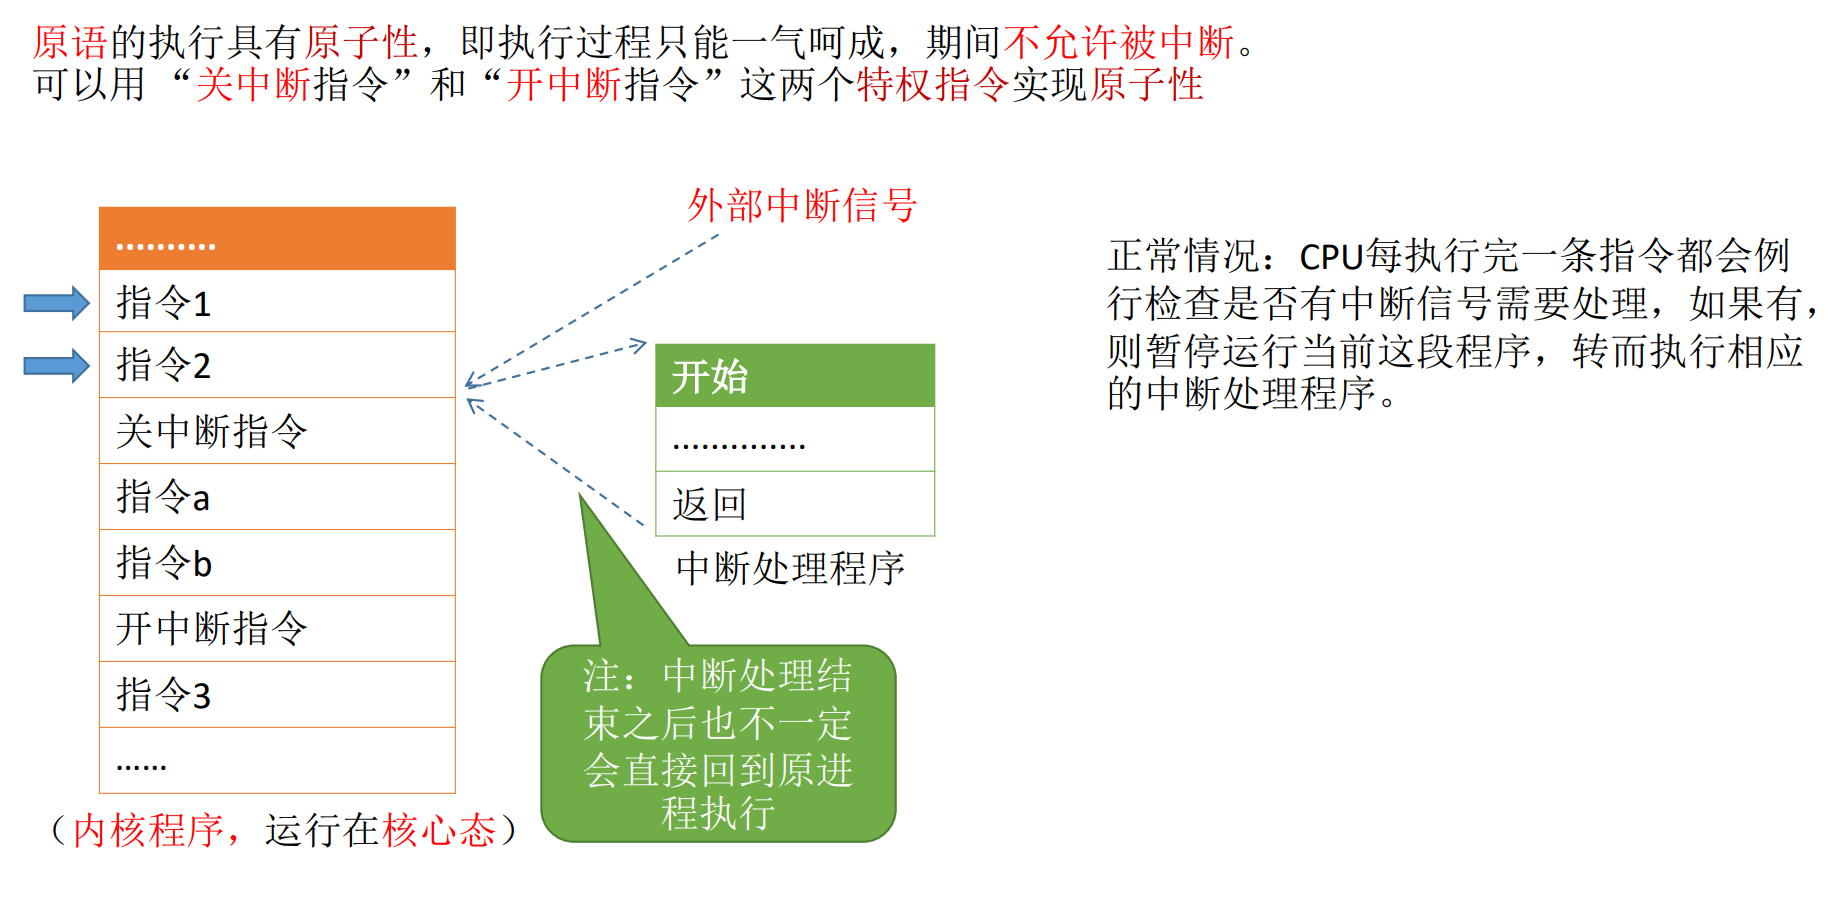 原语的执行具有原子性，即执行过程只能一气呵成，期间不允许被中断。
可以用“关中断指令”和“开中断指令”这两个特权指令实现原子性
外部中断信号
..........
指令1
指令2
关中断指令
指令a
指令b
开中断指令
指令3
......
（内核程序，运行在核心态）
开始
..............
返回
中断处理程序
注：中断处理结
束之后也不一定
会直接回到原进
程执行
正常情况：CPU每执行完一条指令都会例
行检查是否有中断信号需要处理，如果有，
则暂停运行当前这段程序，转而执行相应
的中断处理程序。